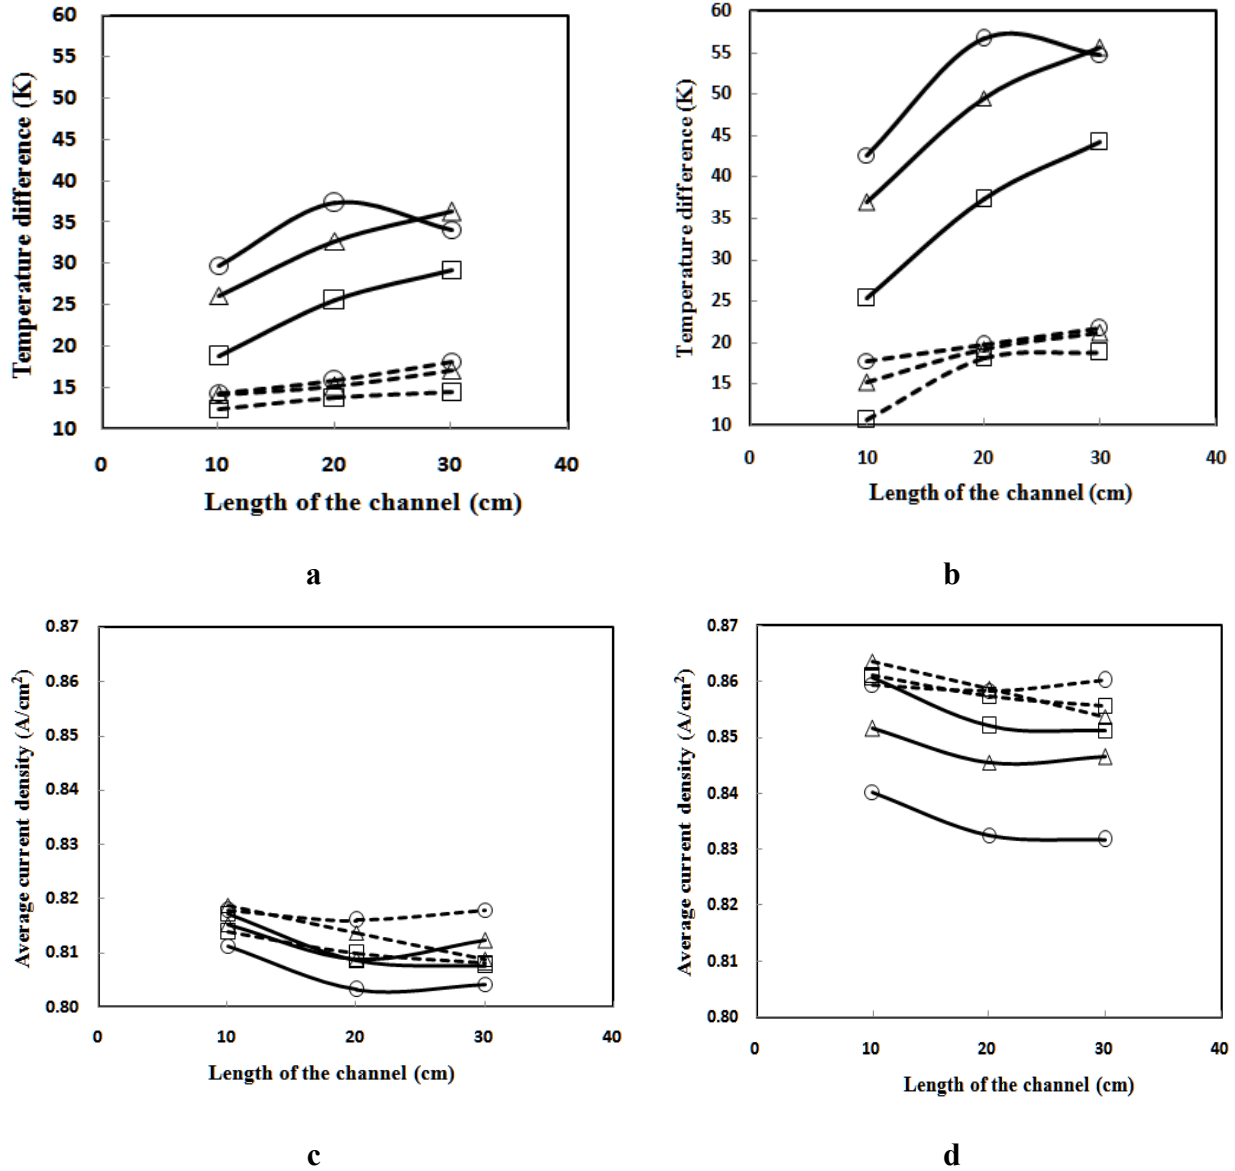 60
55
50
45
40
35
30
25
20
15
10
0 10 20 30 40
Temperature difference (K)
Length of the channel (cm)
a
60
55
50
45
40
35
30
25
20
15
10
0 10 20 30 40
Temperature difference (K)
Length of the channel (cm)
b
0.87
0.86
0.85
0.84
0.83
0.82
0.81
0.80
0 10 20 30 40
Average current density (A/cm²)
Length of the channel (cm)
c
0.87
0.86
0.85
0.84
0.83
0.82
0.81
0.80
0 10 20 30 40
Average current density (A/cm²)
Length of the channel (cm)
d